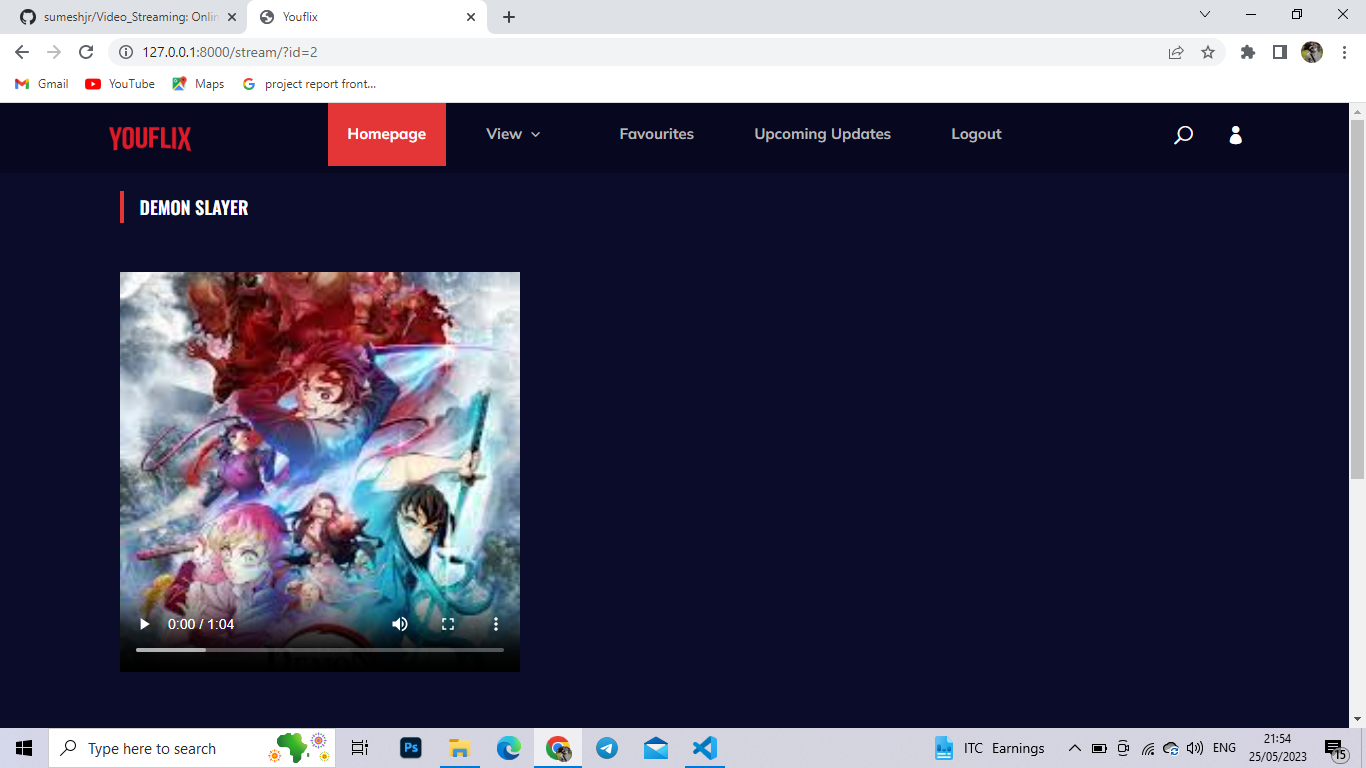 sumeshjr/Video_Streaming: Onlin
Youflix
127.0.0.1:8000/stream/?id=2
Gmail
YouTube
Maps
project report front...
YOUFLIX
Homepage
View
Favourites
Upcoming Updates
Logout
DEMON SLAYER
0:00 / 1:04
Type here to search
Ps
ITC Earnings
ENG
21:54
25/05/2023
15